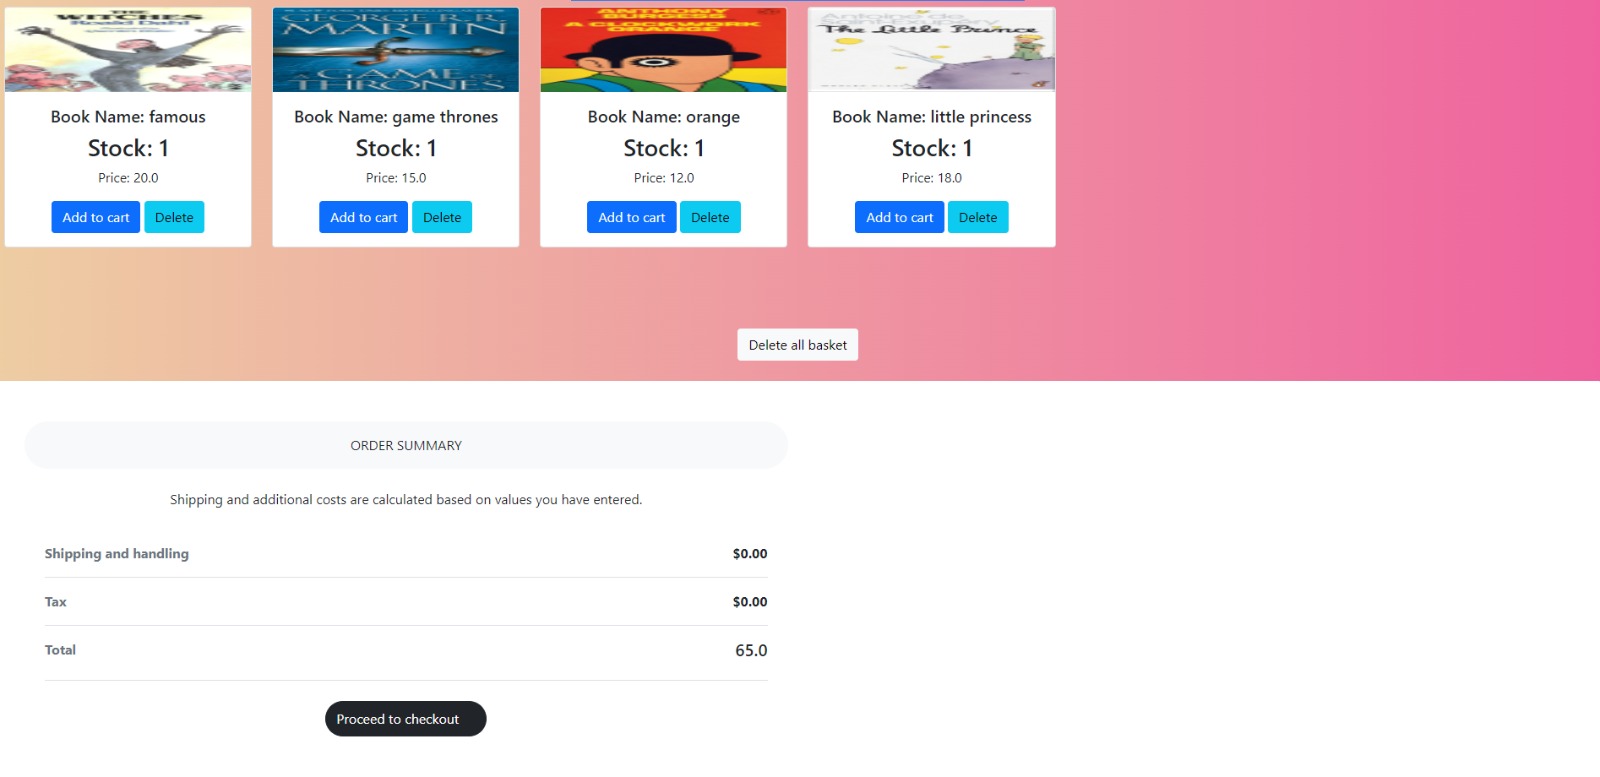 THE
WITCHES
Roald Dahl
GEORGE R. R.
MARTIN
A GAME OF
THRONES
ANTHONY
BURGESS
A CLOCKWORK
ORANGE
Antoine de
Saint-Exupéry
The Little Prince
Book Name: famous
Stock: 1
Price: 20.0
Add to cart
Delete
Book Name: game thrones
Stock: 1
Price: 15.0
Add to cart
Delete
Book Name: orange
Stock: 1
Price: 12.0
Add to cart
Delete
Book Name: little princess
Stock: 1
Price: 18.0
Add to cart
Delete
Delete all basket
ORDER SUMMARY
Shipping and additional costs are calculated based on values you have entered.
Shipping and handling $0.00
Tax $0.00
Total 65.0
Proceed to checkout